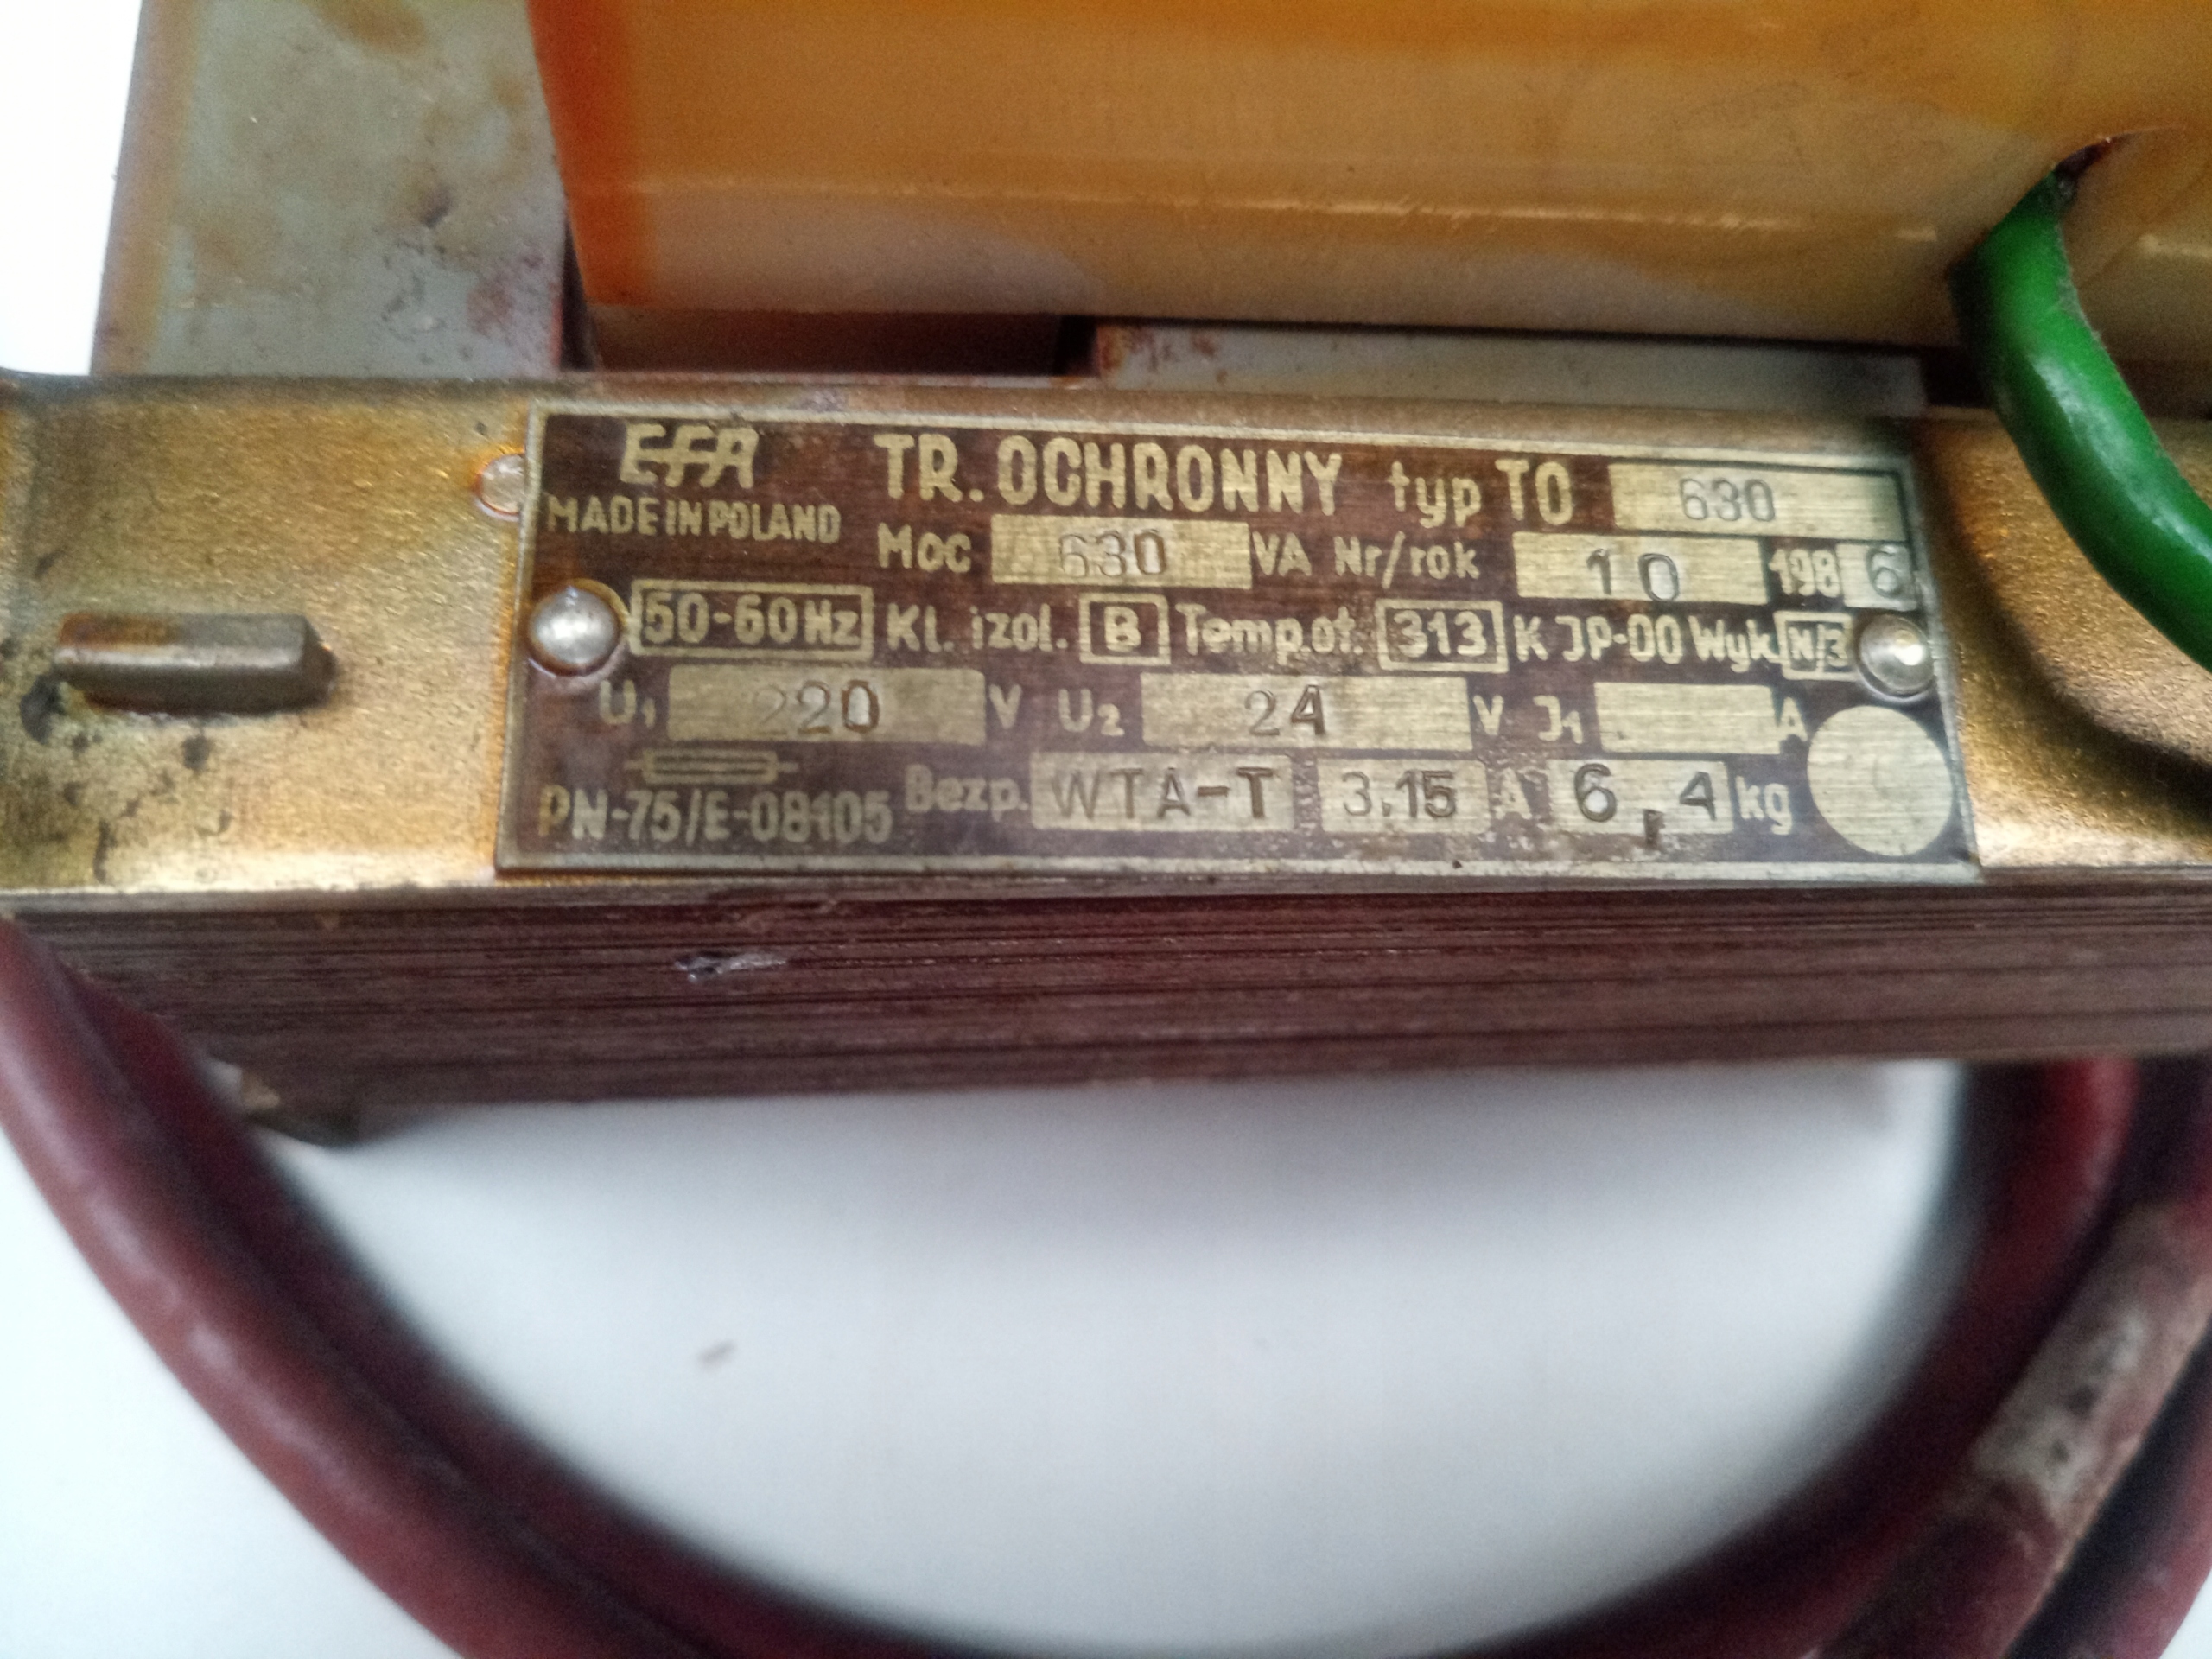 EFA TR. OCHRONNY typ TO 630
MADE IN POLAND Moc 630 VA Nr/rok 10 1986
50-60Hz Kl. izol. B Temp.ot. 313 K JP-00 Wyk. N/3
U1 220 V U2 24 V J1 A
PN-75/E-08105 Bezp. WTA-T 3.15 A 6,4 kg